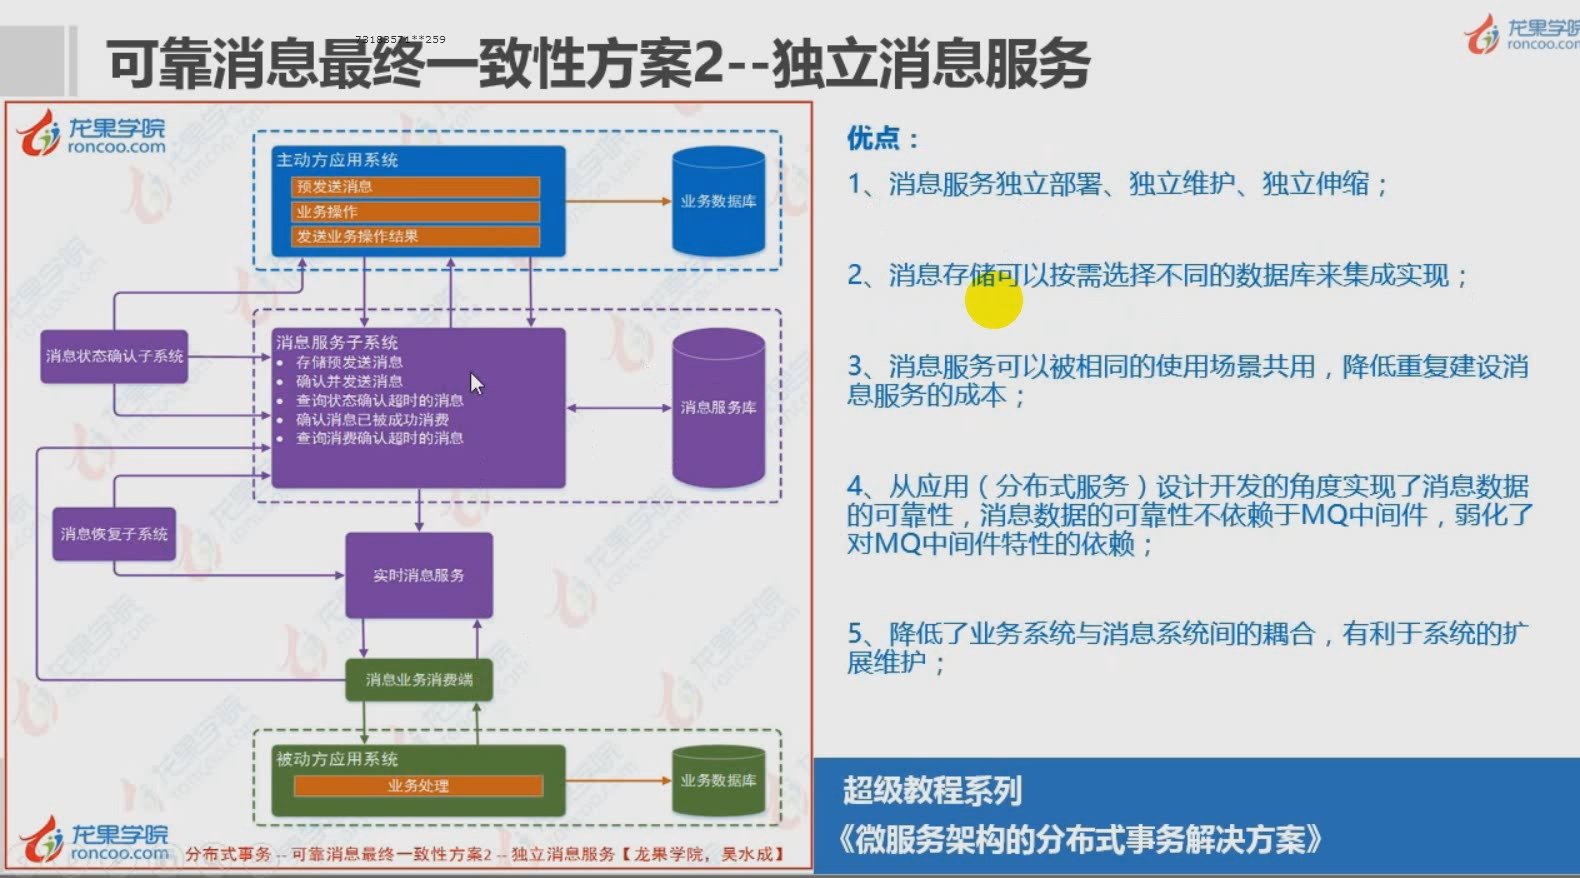 73183571**259
可靠消息最终一致性方案2--独立消息服务
龙果学院
roncoo.com
龙果学院
roncoo.com
主动方应用系统
预发送消息
业务操作
发送业务操作结果
业务数据库
消息状态确认子系统
消息服务子系统
• 存储预发送消息
• 确认并发送消息
• 查询状态确认超时的消息
• 确认消息已被成功消费
• 查询消费确认超时的消息
消息服务库
消息恢复子系统
实时消息服务
消息业务消费端
被动方应用系统
业务处理
业务数据库
龙果学院
roncoo.com
分布式事务 -- 可靠消息最终一致性方案2 -- 独立消息服务【龙果学院，吴水成】
优点：
1、消息服务独立部署、独立维护、独立伸缩；
2、消息存储可以按需选择不同的数据库来集成实现；
3、消息服务可以被相同的使用场景共用，降低重复建设消
息服务的成本；
4、从应用（分布式服务）设计开发的角度实现了消息数据
的可靠性，消息数据的可靠性不依赖于MQ中间件，弱化了
对MQ中间件特性的依赖；
5、降低了业务系统与消息系统间的耦合，有利于系统的扩
展维护；
超级教程系列
《微服务架构的分布式事务解决方案》